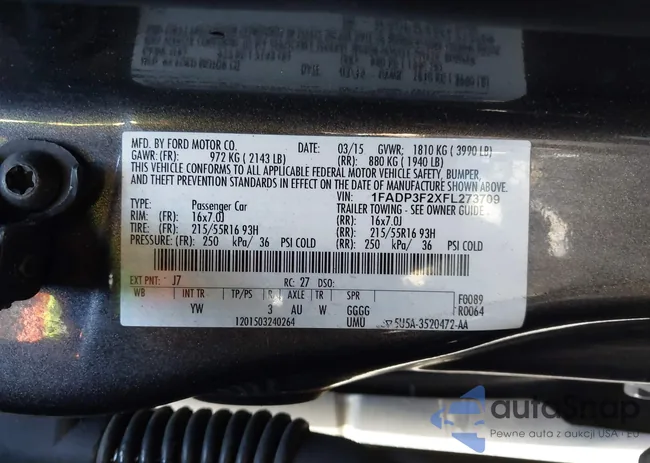 MFD. BY FORD MOTOR CO. DATE: 03/15 GVWR: 1810 KG ( 3990 LB)
GAWR: (FR): 972 KG ( 2143 LB) (RR): 880 KG ( 1940 LB)
THIS VEHICLE CONFORMS TO ALL APPLICABLE FEDERAL MOTOR VEHICLE SAFETY, BUMPER,
AND THEFT PREVENTION STANDARDS IN EFFECT ON THE DATE OF MANUFACTURE SHOWN ABOVE.
VIN: 1FADP3F2XFL273709
TYPE: Passenger Car TRAILER TOWING - SEE OWNER GUIDE
RIM: (FR) 16x7.0J (RR): 16x7.0J
TIRE: (FR): 215/55R16 93H (RR): 215/55R16 93H
PRESSURE: (FR): 250 kPa/ 36 PSI COLD (RR): 250 kPa/ 36 PSI COLD
EXT PNT: J7 RC: 27 DSO:
WB INT TR TP/PS R AXLE TR SPR F0089
YW 3 AU W GGGG R0064
1201503240264 UMU 5U5A-3520472-AA
autoSnap
Pewne auta z aukcji USA i EU